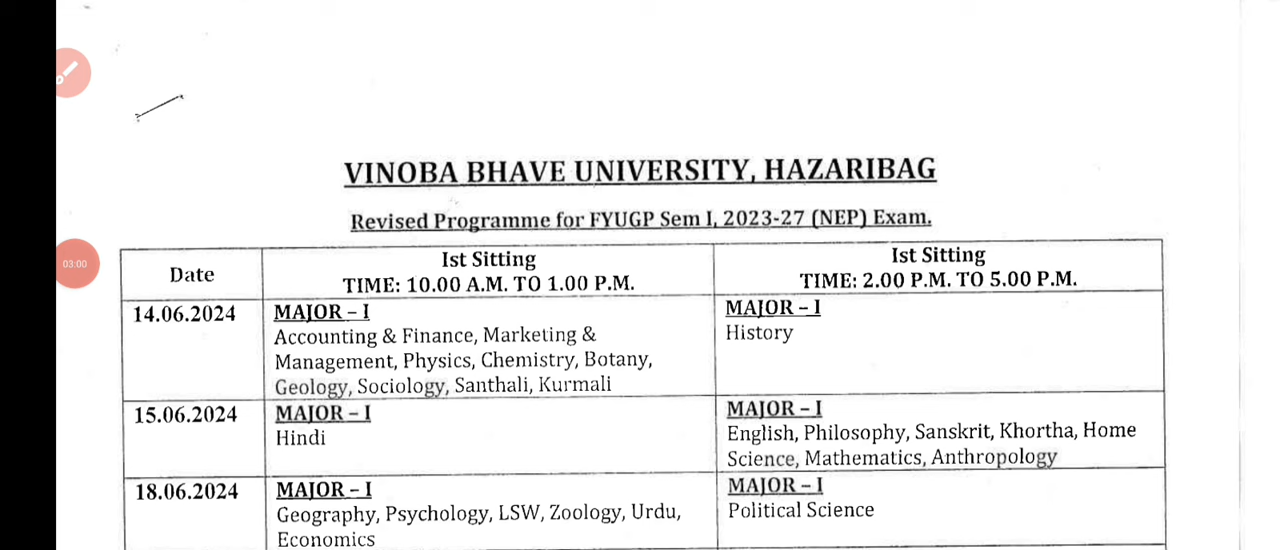 VINOBA BHAVE UNIVERSITY, HAZARIBAG
Revised Programme for FYUGP Sem I, 2023-27 (NEP) Exam.
Date
Ist Sitting
TIME: 10.00 A.M. TO 1.00 P.M.
Ist Sitting
TIME: 2.00 P.M. TO 5.00 P.M.
14.06.2024
MAJOR – I
Accounting & Finance, Marketing &
Management, Physics, Chemistry, Botany,
Geology, Sociology, Santhali, Kurmali
MAJOR – I
History
15.06.2024
MAJOR – I
Hindi
MAJOR – I
English, Philosophy, Sanskrit, Khortha, Home
Science, Mathematics, Anthropology
18.06.2024
MAJOR – I
Geography, Psychology, LSW, Zoology, Urdu,
Economics
MAJOR – I
Political Science
03:00